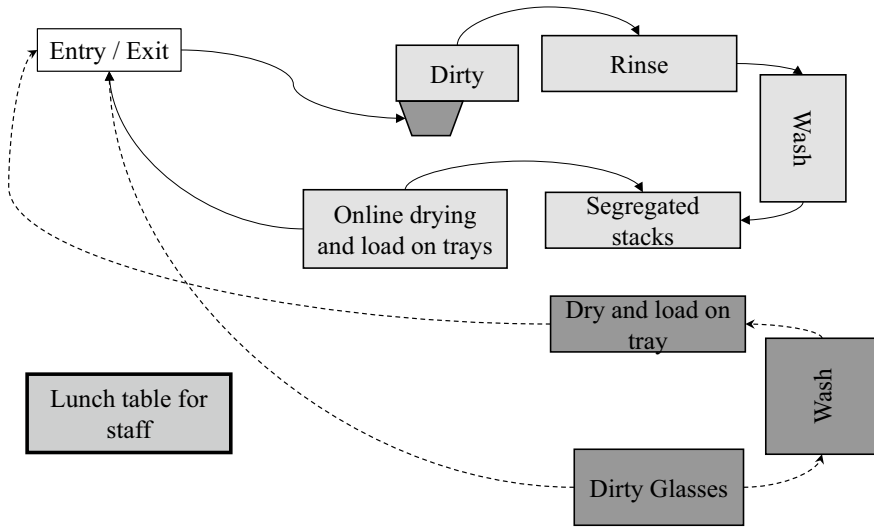 Entry / Exit
Dirty
Rinse
Wash
Online drying
and load on trays
Segregated
stacks
Dry and load on
tray
Wash
Lunch table for
staff
Dirty Glasses